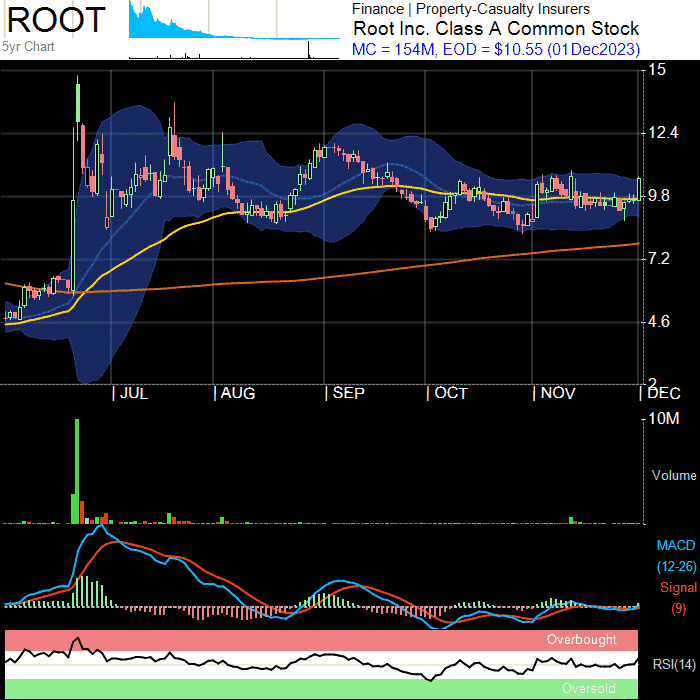 ROOT
5yr Chart
Finance | Property-Casualty Insurers
Root Inc. Class A Common Stock
MC = 154M, EOD = $10.55 (01Dec2023)
15
12.4
9.8
7.2
4.6
2
JUL
AUG
SEP
OCT
NOV
DEC
10M
Volume
MACD
(12-26)
Signal
(9)
Overbought
RSI(14)
Oversold